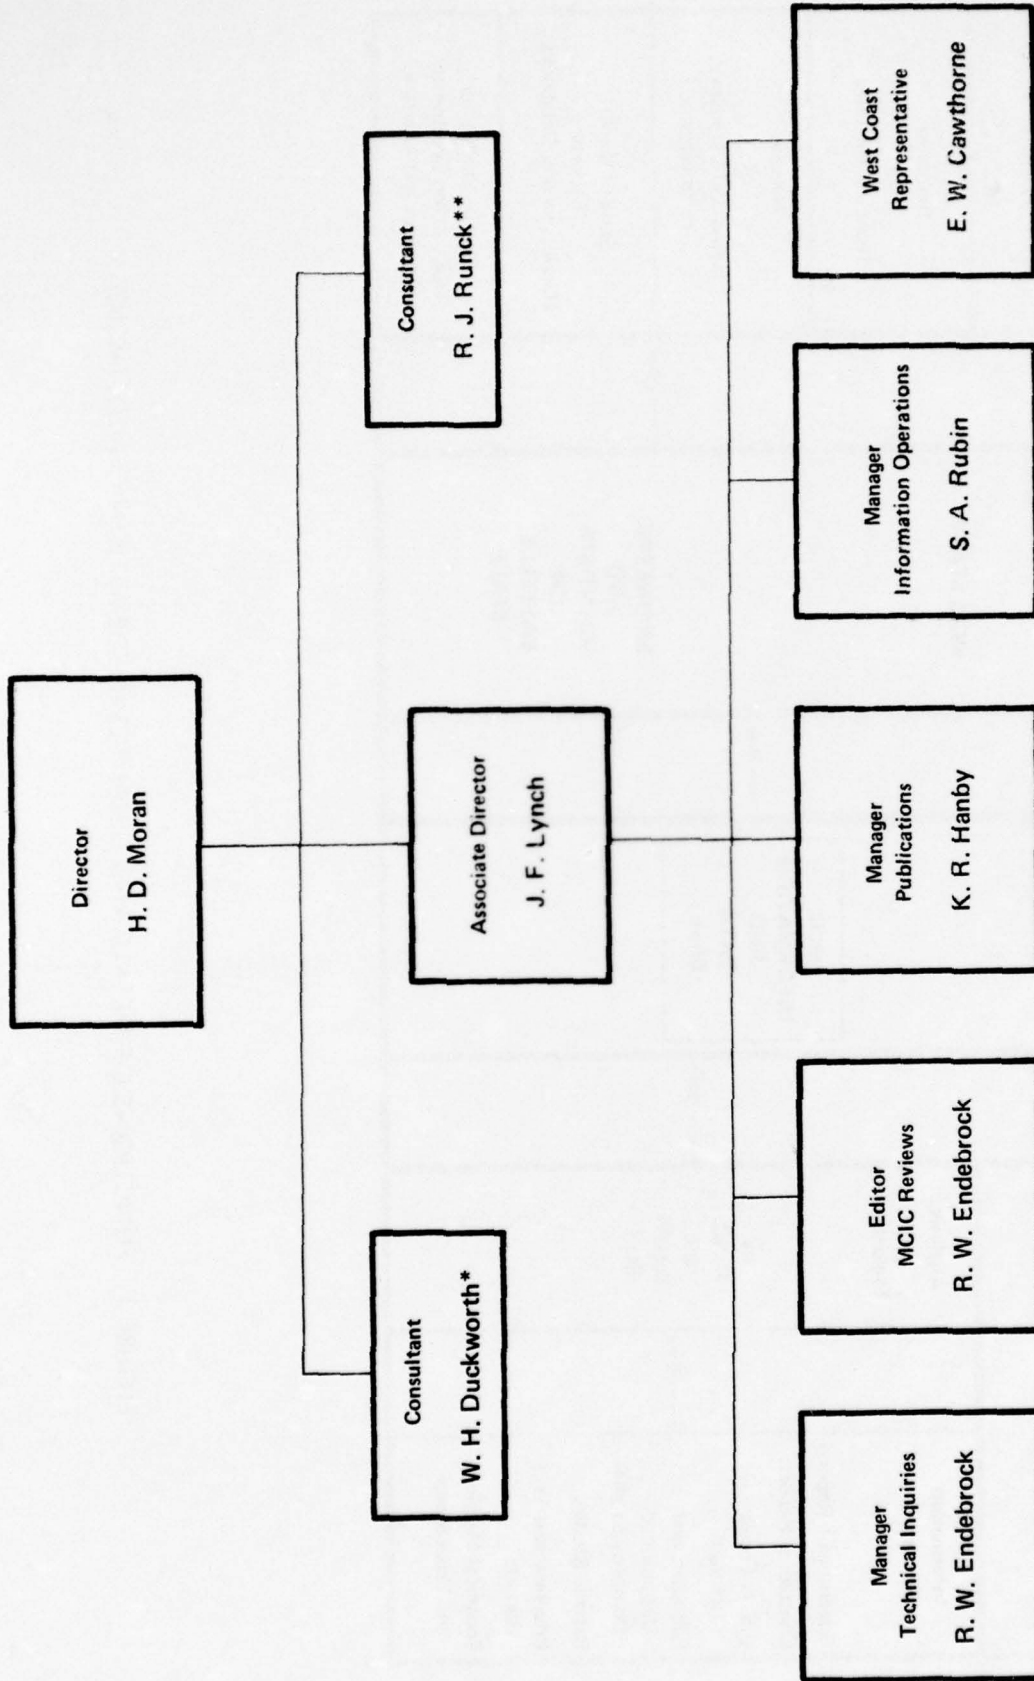 Director
H. D. Moran
Consultant
W. H. Duckworth*
Consultant
R. J. Runck**
Associate Director
J. F. Lynch
Manager
Technical Inquiries
R. W. Endebrock
Editor
MCIC Reviews
R. W. Endebrock
Manager
Publications
K. R. Hanby
Manager
Information Operations
S. A. Rubin
West Coast
Representative
E. W. Cawthorne